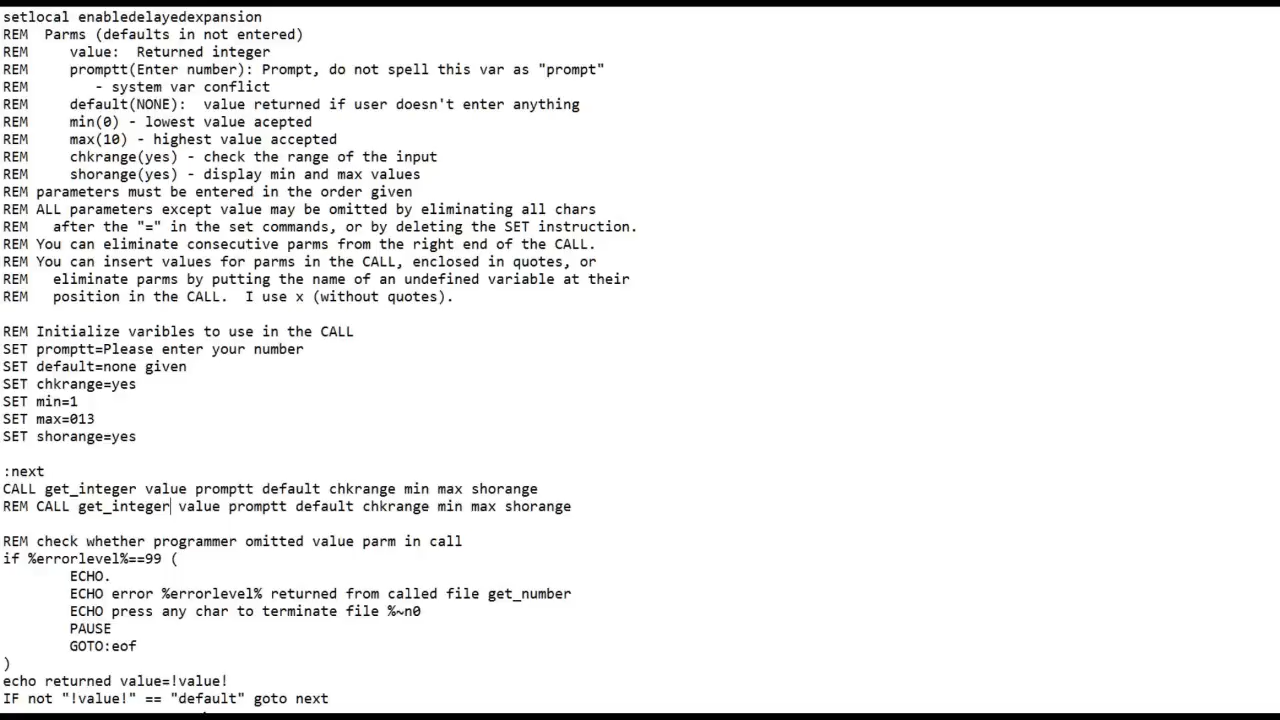 setlocal enabledelayedexpansion
REM  Parms (defaults in not entered)
REM     value:  Returned integer
REM     promptt(Enter number): Prompt, do not spell this var as "prompt"
REM        - system var conflict
REM     default(NONE):  value returned if user doesn't enter anything
REM     min(0) - lowest value acepted
REM     max(10) - highest value accepted
REM     chkrange(yes) - check the range of the input
REM     shorange(yes) - display min and max values
REM parameters must be entered in the order given
REM ALL parameters except value may be omitted by eliminating all chars
REM   after the "=" in the set commands, or by deleting the SET instruction.
REM You can eliminate consecutive parms from the right end of the CALL.
REM You can insert values for parms in the CALL, enclosed in quotes, or
REM   eliminate parms by putting the name of an undefined variable at their
REM   position in the CALL.  I use x (without quotes).
REM Initialize varibles to use in the CALL
SET promptt=Please enter your number
SET default=none given
SET chkrange=yes
SET min=1
SET max=013
SET shorange=yes
:next
CALL get_integer value promptt default chkrange min max shorange
REM CALL get_integer value promptt default chkrange min max shorange
REM check whether programmer omitted value parm in call
if %errorlevel%==99 (
        ECHO.
        ECHO error %errorlevel% returned from called file get_number
        ECHO press any char to terminate file %~n0
        PAUSE
        GOTO:eof
)
echo returned value=!value!
IF not "!value!" == "default" goto next